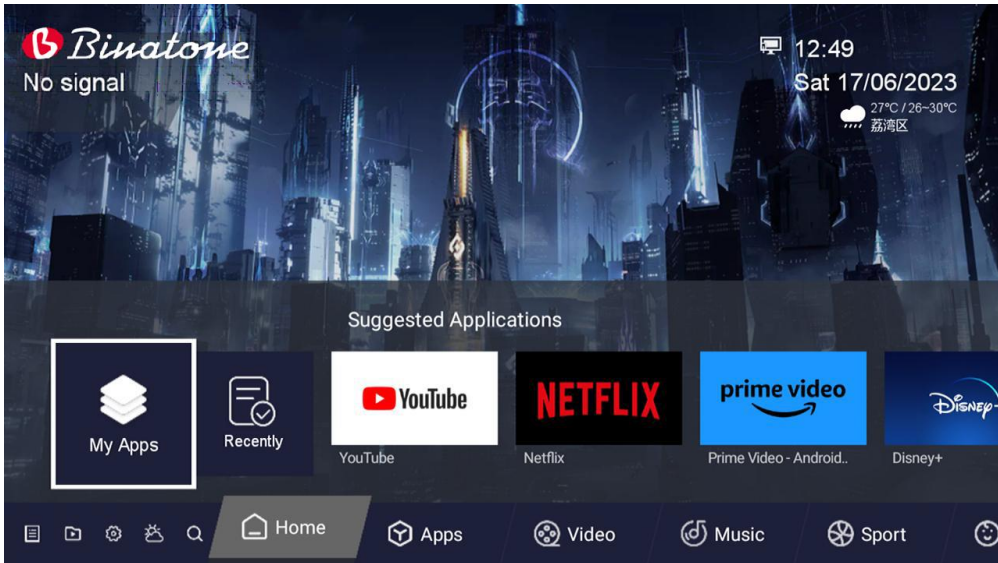 Binatone
No signal
12:49
Sat 17/06/2023
27°C / 26~30°C
荔湾区
Suggested Applications
My Apps
Recently
YouTube
NETFLIX
prime video
Disney+
YouTube
Netflix
Prime Video - Android..
Disney+
Home
Apps
Video
Music
Sport